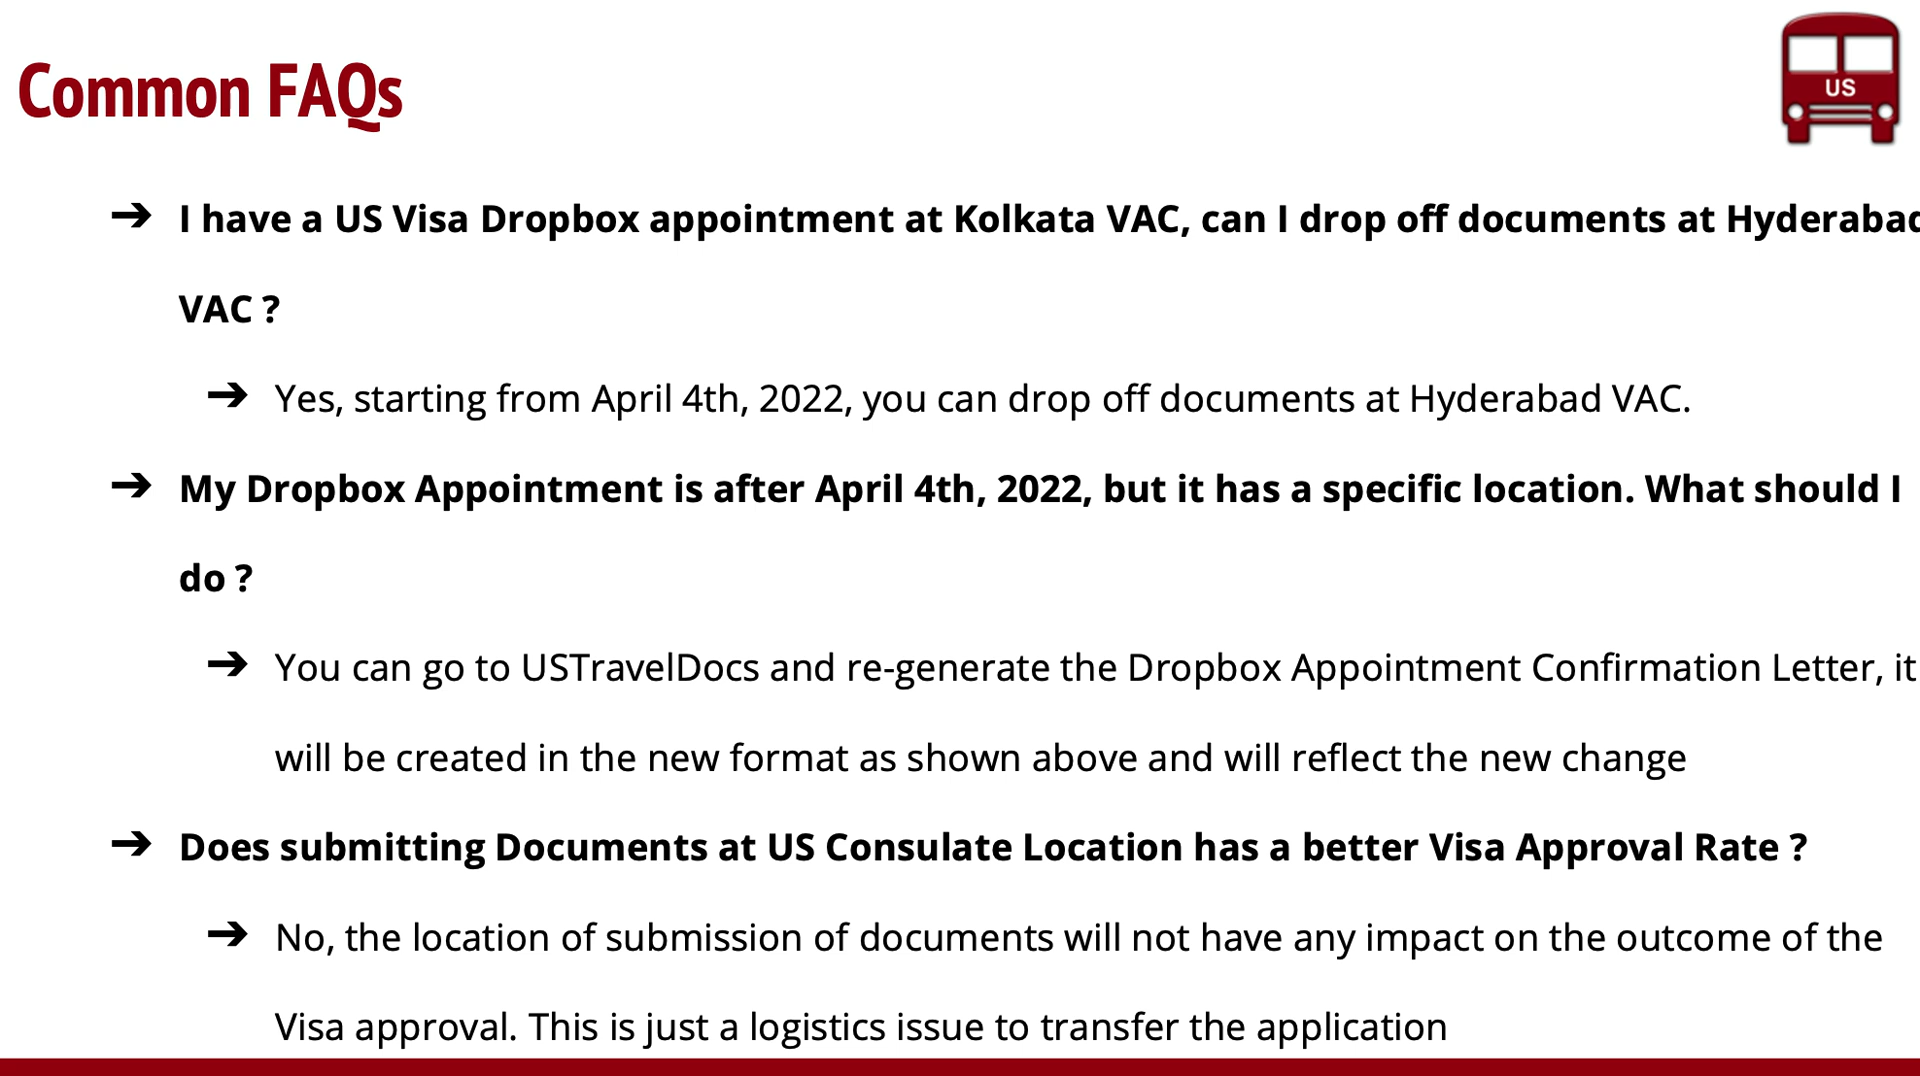 Common FAQs
US
➔ I have a US Visa Dropbox appointment at Kolkata VAC, can I drop off documents at Hyderabad
VAC ?
➔ Yes, starting from April 4th, 2022, you can drop off documents at Hyderabad VAC.
➔ My Dropbox Appointment is after April 4th, 2022, but it has a specific location. What should I
do ?
➔ You can go to USTravelDocs and re-generate the Dropbox Appointment Confirmation Letter, it
will be created in the new format as shown above and will reflect the new change
➔ Does submitting Documents at US Consulate Location has a better Visa Approval Rate ?
➔ No, the location of submission of documents will not have any impact on the outcome of the
Visa approval. This is just a logistics issue to transfer the application